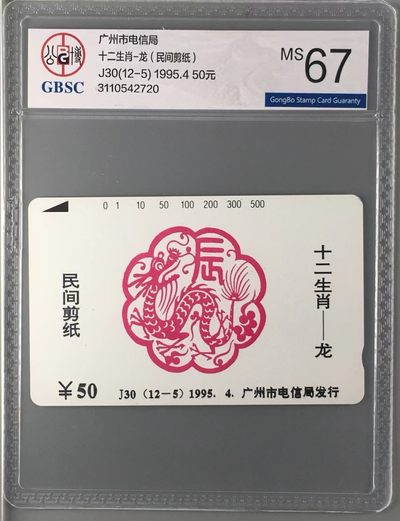 公 G 博
GBSC
广州市电信局
十二生肖-龙（民间剪纸）
J30(12-5) 1995.4 50元
3110542720
MS 67
GongBo Stamp Card Guaranty
0 1 10 50 100 200 300 500
辰
民间剪纸
十二生肖——龙
￥50 J30（12－5）1995．4．广州市电信局发行